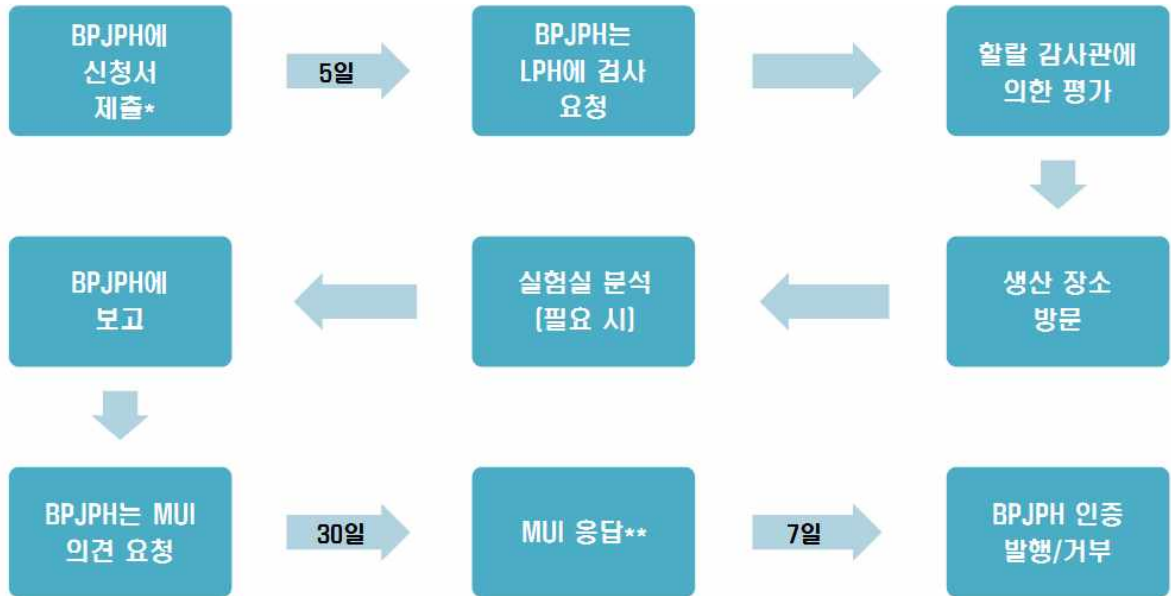 BPJPH에
신청서
제출*
5일
BPJPH는
LPH에 검사
요청
할랄 감사관에
의한 평가
생산 장소
방문
실험실 분석
(필요 시)
BPJPH에
보고
BPJPH는 MUI
의견 요청
30일
MUI 응답**
7일
BPJPH 인증
발행/거부